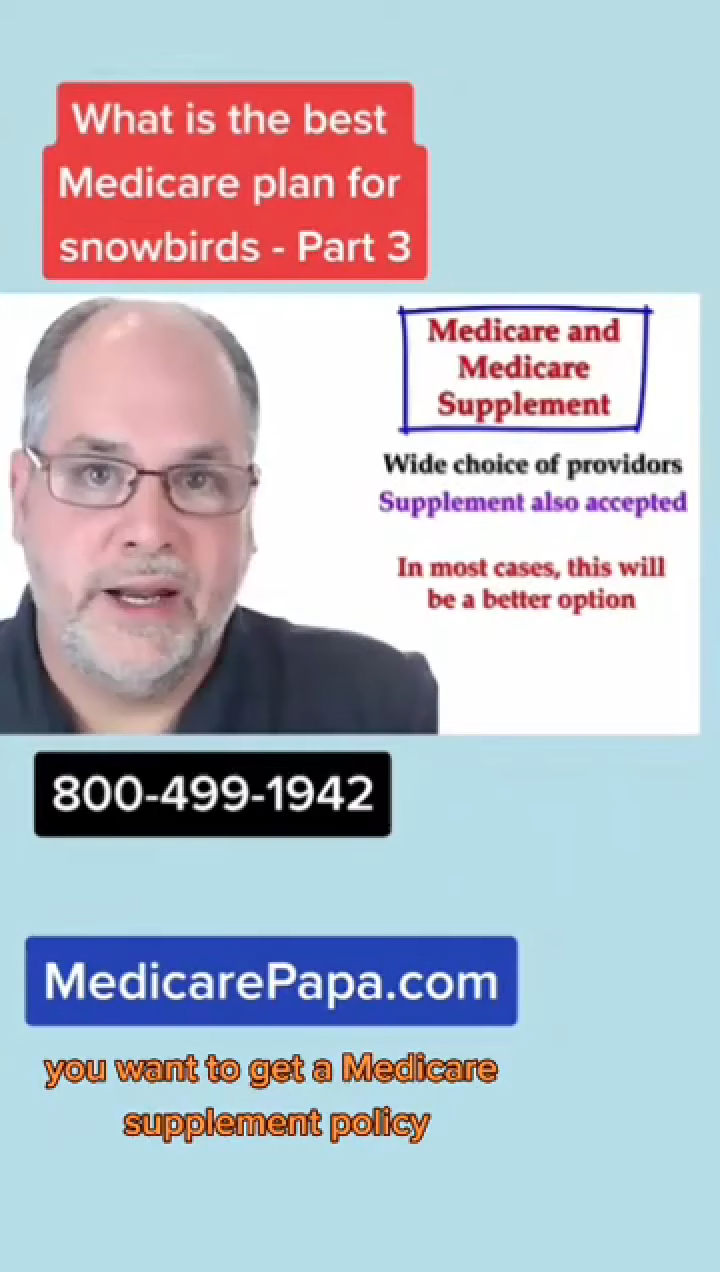 What is the best
Medicare plan for
snowbirds - Part 3
Medicare and
Medicare
Supplement
Wide choice of providors
Supplement also accepted
In most cases, this will
be a better option
800-499-1942
MedicarePapa.com
you want to get a Medicare
supplement policy